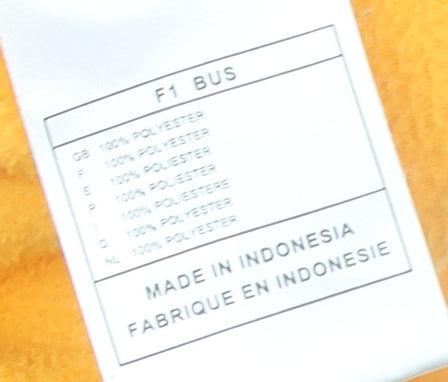 F1 BUS
GB 100% POLYESTER
F 100% POLYESTER
E 100% POLIESTER
P 100% POLIESTER
I 100% POLIESTERE
D 100% POLYESTER
NL 100% POLYESTER
MADE IN INDONESIA
FABRIQUE EN INDONESIE